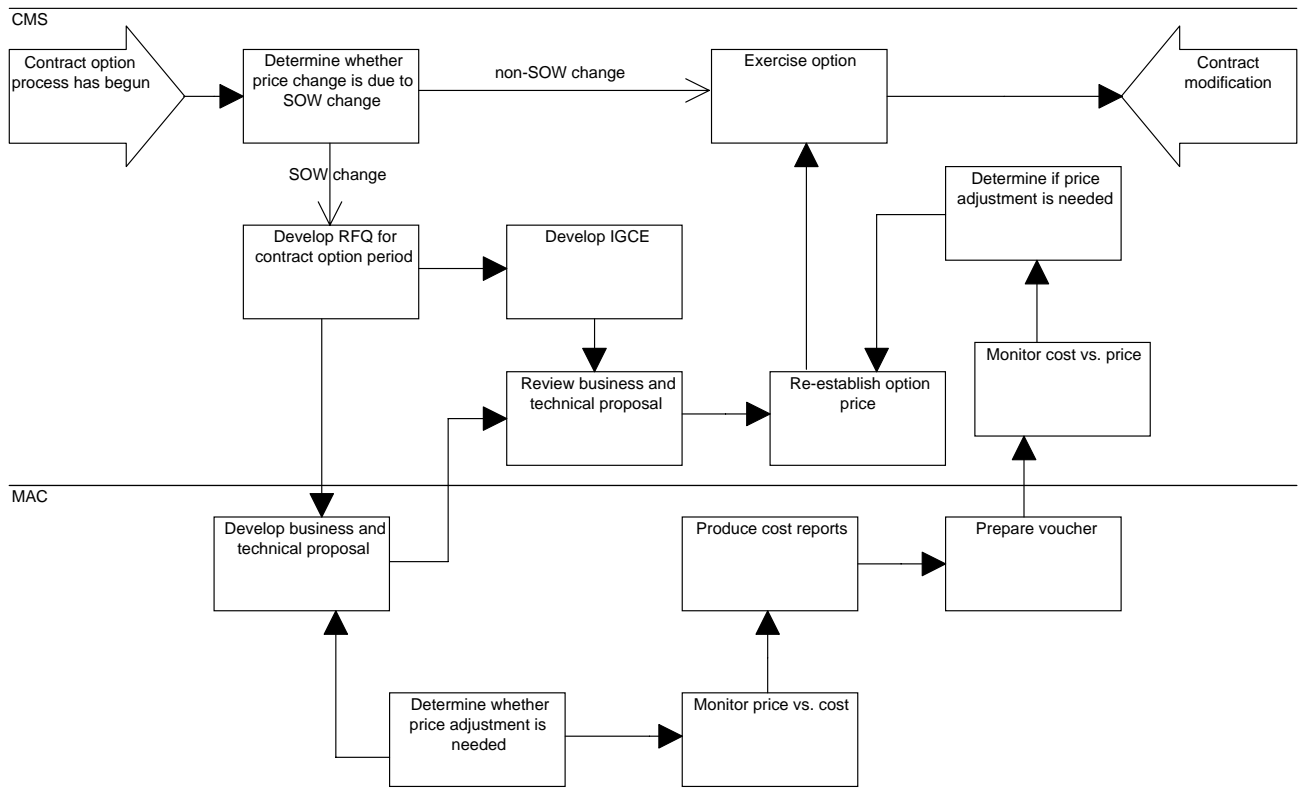 CMS
Contract option
process has begun
Determine whether
price change is due to
SOW change
non-SOW change
Exercise option
Contract
modification
SOW change
Determine if price
adjustment is needed
Develop RFQ for
contract option period
Develop IGCE
Monitor cost vs. price
Review business and
technical proposal
Re-establish option
price
MAC
Develop business and
technical proposal
Produce cost reports
Prepare voucher
Determine whether
price adjustment is
needed
Monitor price vs. cost